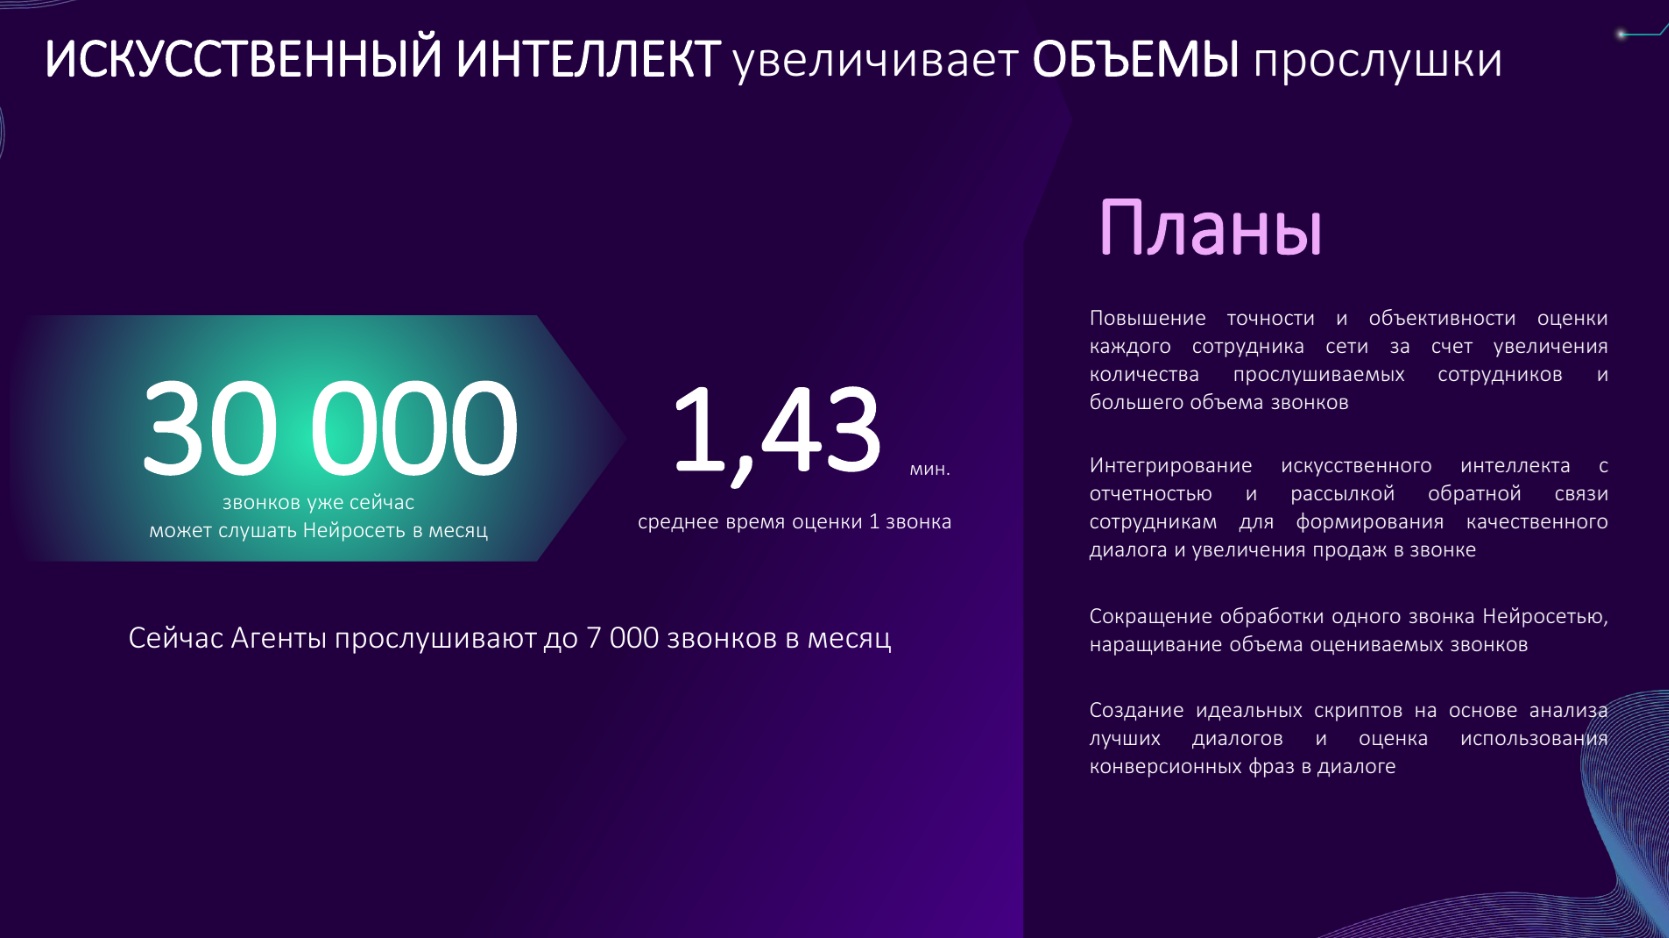 ИСКУССТВЕННЫЙ ИНТЕЛЛЕКТ увеличивает ОБЪЕМЫ прослушки
30 000
звонков уже сейчас
может слушать Нейросеть в месяц
1,43 мин.
среднее время оценки 1 звонка
Сейчас Агенты прослушивают до 7 000 звонков в месяц
Планы
Повышение точности и объективности оценки
каждого сотрудника сети за счет увеличения
количества прослушиваемых сотрудников и
большего объема звонков
Интегрирование искусственного интеллекта с
отчетностью и рассылкой обратной связи
сотрудникам для формирования качественного
диалога и увеличения продаж в звонке
Сокращение обработки одного звонка Нейросетью,
наращивание объема оцениваемых звонков
Создание идеальных скриптов на основе анализа
лучших диалогов и оценка использования
конверсионных фраз в диалоге